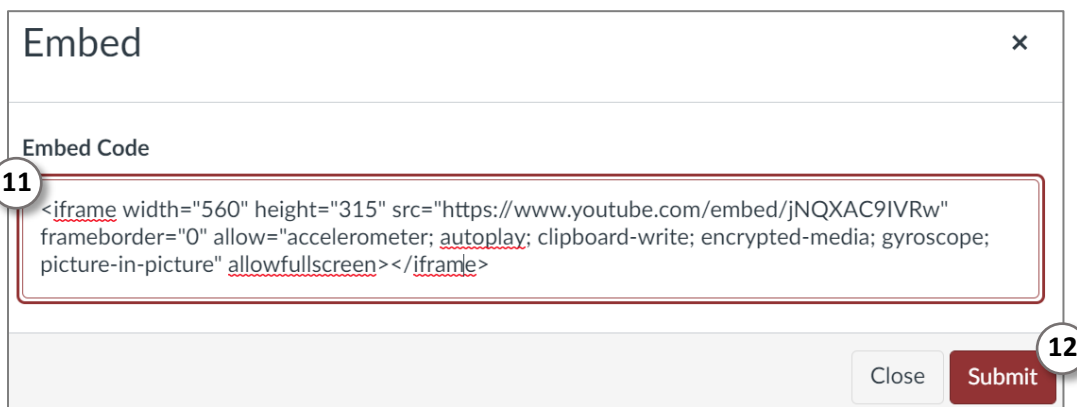 Embed ×
Embed Code
11
<iframe width="560" height="315" src="https://www.youtube.com/embed/jNQXAC9IVRw"
frameborder="0" allow="accelerometer; autoplay; clipboard-write; encrypted-media; gyroscope;
picture-in-picture" allowfullscreen></iframe>
12
Close Submit